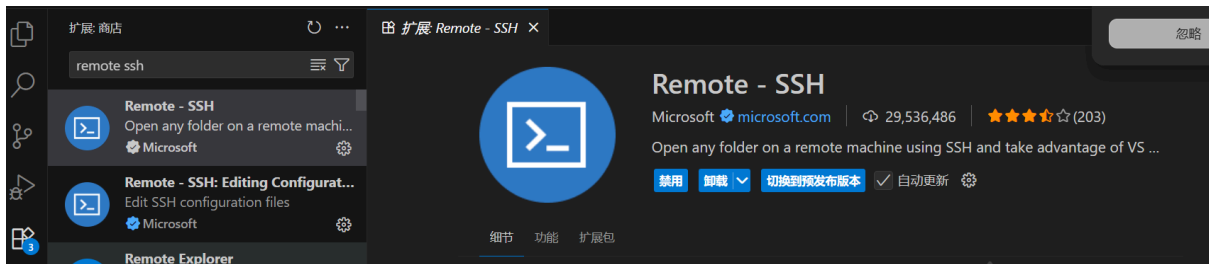 扩展: 商店
remote ssh
Remote - SSH
Open any folder on a remote machi...
Microsoft
Remote - SSH: Editing Configurat...
Edit SSH configuration files
Microsoft
Remote Explorer
3
扩展: Remote - SSH
忽略
Remote - SSH
Microsoft microsoft.com 29,536,486 (203)
Open any folder on a remote machine using SSH and take advantage of VS ...
禁用 卸载 切换到预发布版本 自动更新
细节 功能 扩展包